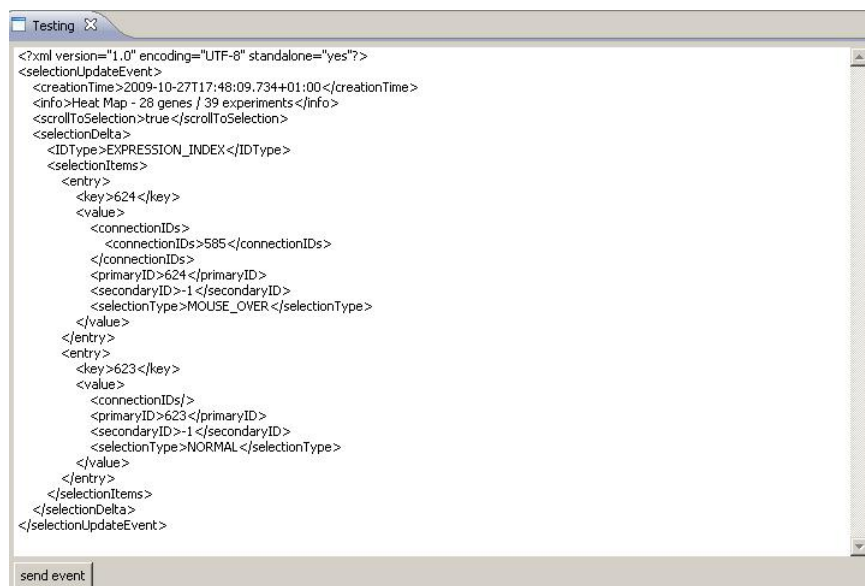 Testing
<?xml version="1.0" encoding="UTF-8" standalone="yes"?>
<selectionUpdateEvent>
<creationTime>2009-10-27T17:48:09.734+01:00</creationTime>
<info>Heat Map - 28 genes / 39 experiments</info>
<scrollToSelection>true</scrollToSelection>
<selectionDelta>
<IDType>EXPRESSION_INDEX</IDType>
<selectionItems>
<entry>
<key>624</key>
<value>
<connectionIDs>
<connectionIDs>585</connectionIDs>
</connectionIDs>
<primaryID>624</primaryID>
<secondaryID>-1</secondaryID>
<selectionType>MOUSE_OVER</selectionType>
</value>
</entry>
<entry>
<key>623</key>
<value>
<connectionIDs/>
<primaryID>623</primaryID>
<secondaryID>-1</secondaryID>
<selectionType>NORMAL</selectionType>
</value>
</entry>
</selectionItems>
</selectionDelta>
</selectionUpdateEvent>
send event